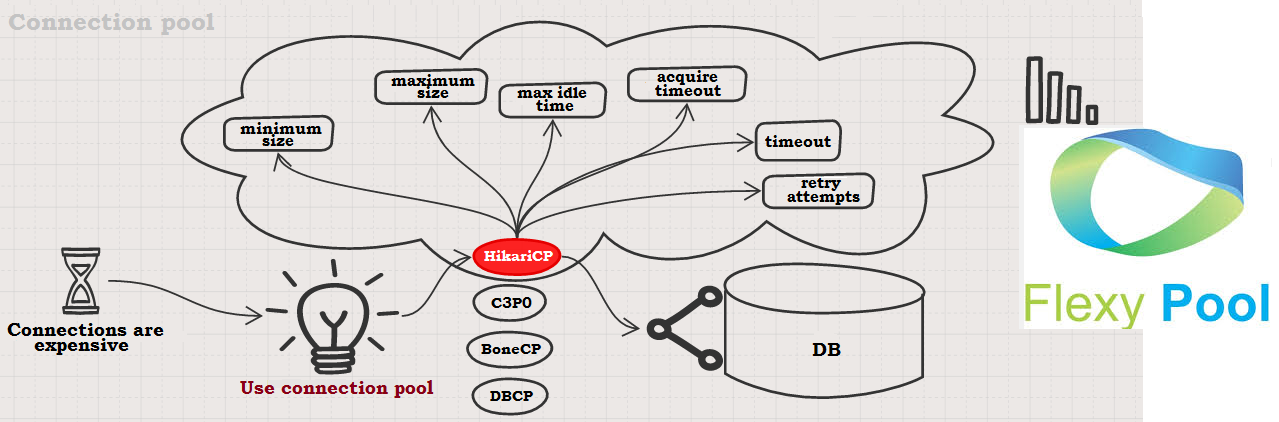 Connection pool
maximum
size
max idle
time
acquire
timeout
minimum
size
timeout
retry
attempts
HikariCP
C3P0
BoneCP
DBCP
Connections are
expensive
Use connection pool
DB
Flexy Pool